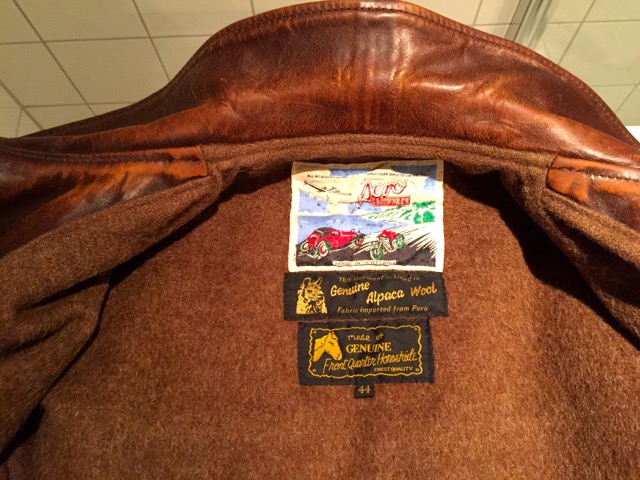 Aero
This Garment is Lined in
Genuine
Alpaca Wool
Fabric Imported from Peru
made of
GENUINE
Front Quarter Horsehide
FINEST QUALITY
44